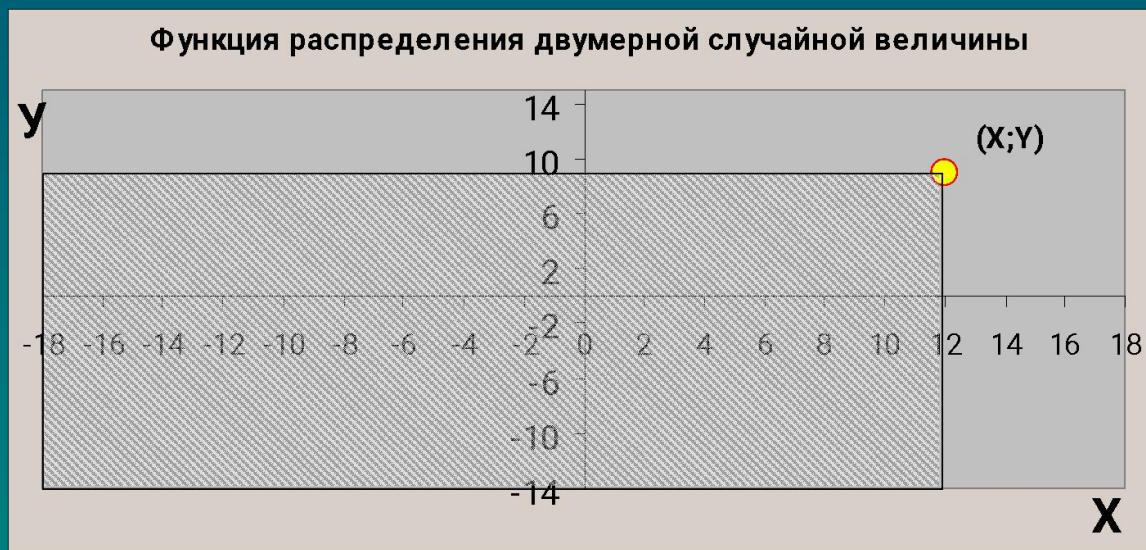 Функция распределения двумерной случайной величины
У
14
(X;Y)
10
6
2
-2
-18 -16 -14 -12 -10 -8 -6 -4 -2 0 2 4 6 8 10 12 14 16 18
-6
-10
-14
Х